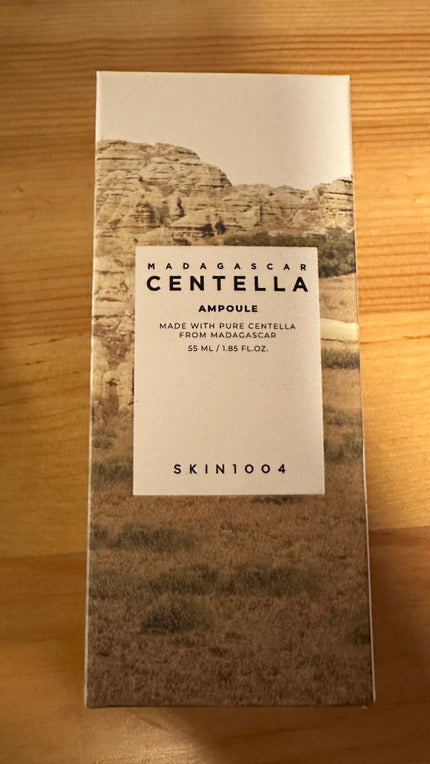 MADAGASCAR
CENTELLA
AMPOULE
MADE WITH PURE CENTELLA
FROM MADAGASCAR
55 ML / 1.85 FL.OZ.
SKIN1004